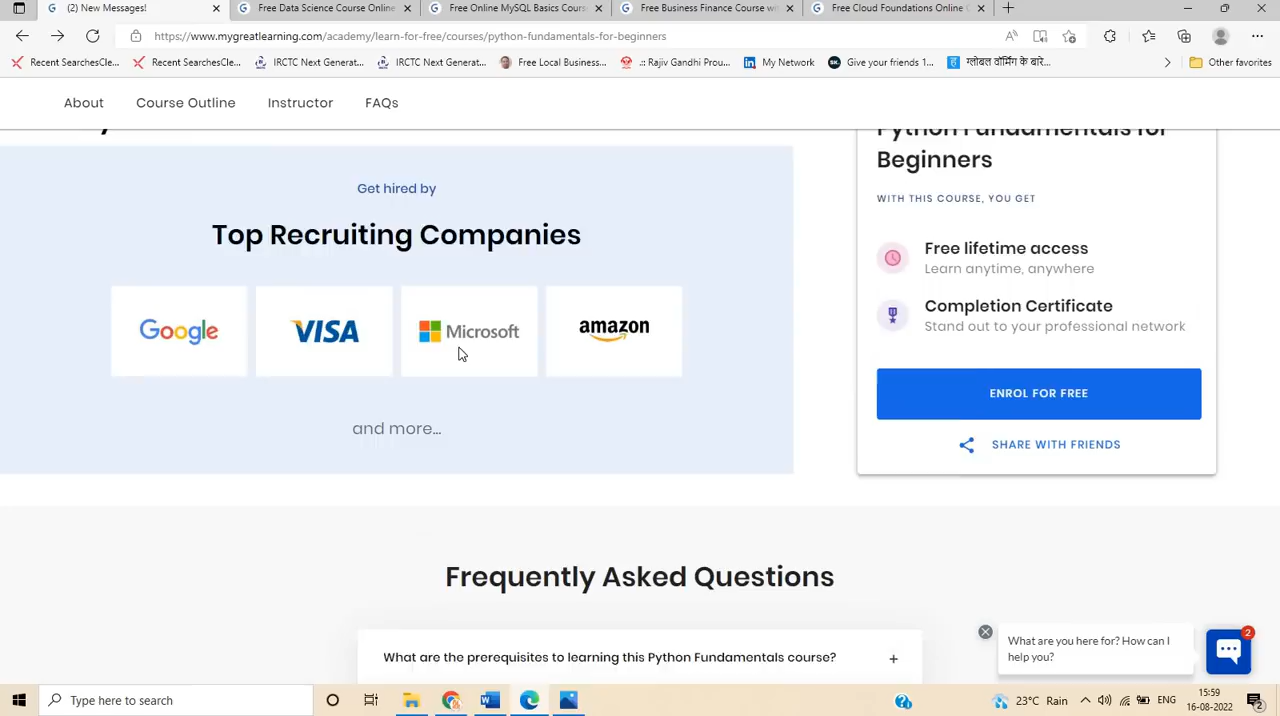 New Messages!
Free Data Science Course Online
Free Online MySQL Basics Cours
Free Business Finance Course wi
Free Cloud Foundations Online C
https://www.mygreatlearning.com/academy/learn-for-free/courses/python-fundamentals-for-beginners
Recent SearchesCle...
Recent SearchesCle...
IRCTC Next Generat...
IRCTC Next Generat...
Free Local Business...
.:: Rajiv Gandhi Prou...
My Network
Give your friends 1...
ग्लोबल वॉर्मिंग के बारे...
Other favorites
About
Course Outline
Instructor
FAQs
Python Fundamentals for
Beginners
WITH THIS COURSE, YOU GET
Free lifetime access
Learn anytime, anywhere
Completion Certificate
Stand out to your professional network
ENROL FOR FREE
SHARE WITH FRIENDS
Get hired by
Top Recruiting Companies
Google
VISA
Microsoft
amazon
and more...
Frequently Asked Questions
What are the prerequisites to learning this Python Fundamentals course?
+
What are you here for? How can I
help you?
2
Type here to search
23°C Rain
ENG
15:59
16-08-2022
2